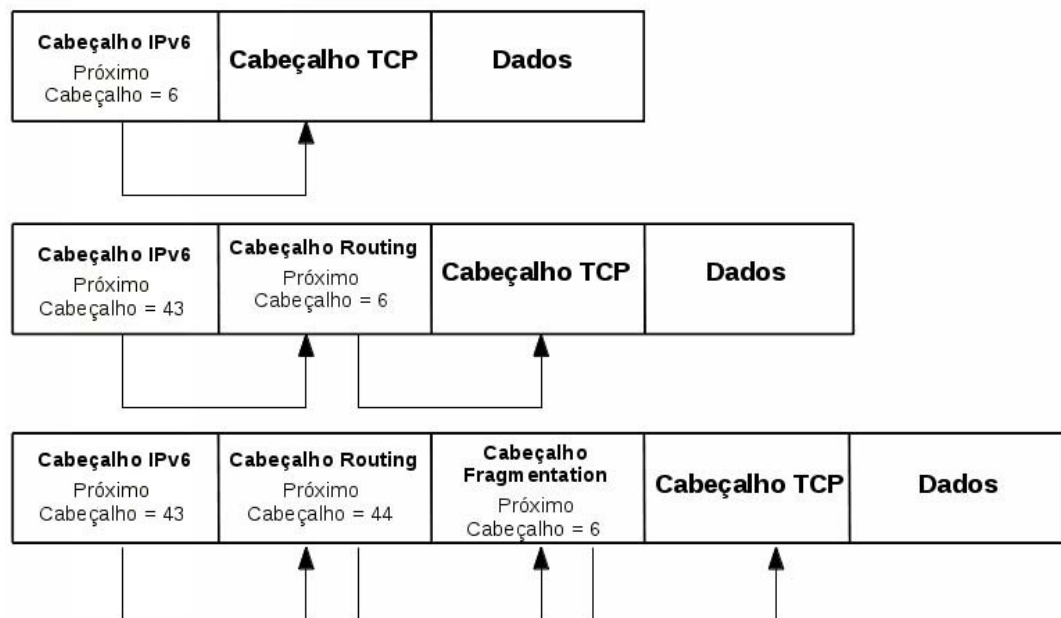 Cabeçalho IPv6
Próximo
Cabeçalho = 6
Cabeçalho TCP
Dados
Cabeçalho IPv6
Próximo
Cabeçalho = 43
Cabeçalho Routing
Próximo
Cabeçalho = 6
Cabeçalho TCP
Dados
Cabeçalho IPv6
Próximo
Cabeçalho = 43
Cabeçalho Routing
Próximo
Cabeçalho = 44
Cabeçalho
Fragmentation
Próximo
Cabeçalho = 6
Cabeçalho TCP
Dados